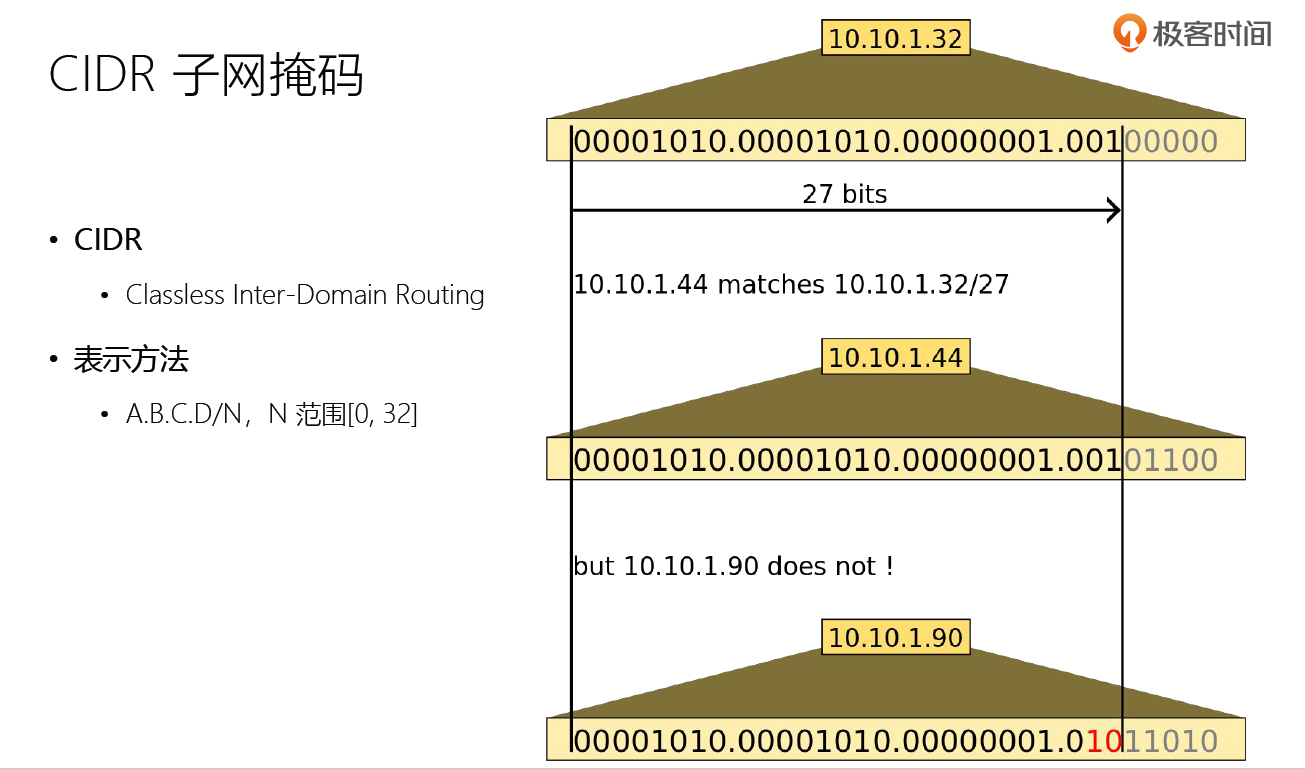 CIDR 子网掩码
极客时间
• CIDR
• Classless Inter-Domain Routing
• 表示方法
• A.B.C.D/N，N 范围[0, 32]
10.10.1.32
00001010.00001010.00000001.00100000
27 bits
10.10.1.44 matches 10.10.1.32/27
10.10.1.44
00001010.00001010.00000001.00101100
but 10.10.1.90 does not !
10.10.1.90
00001010.00001010.00000001.01011010